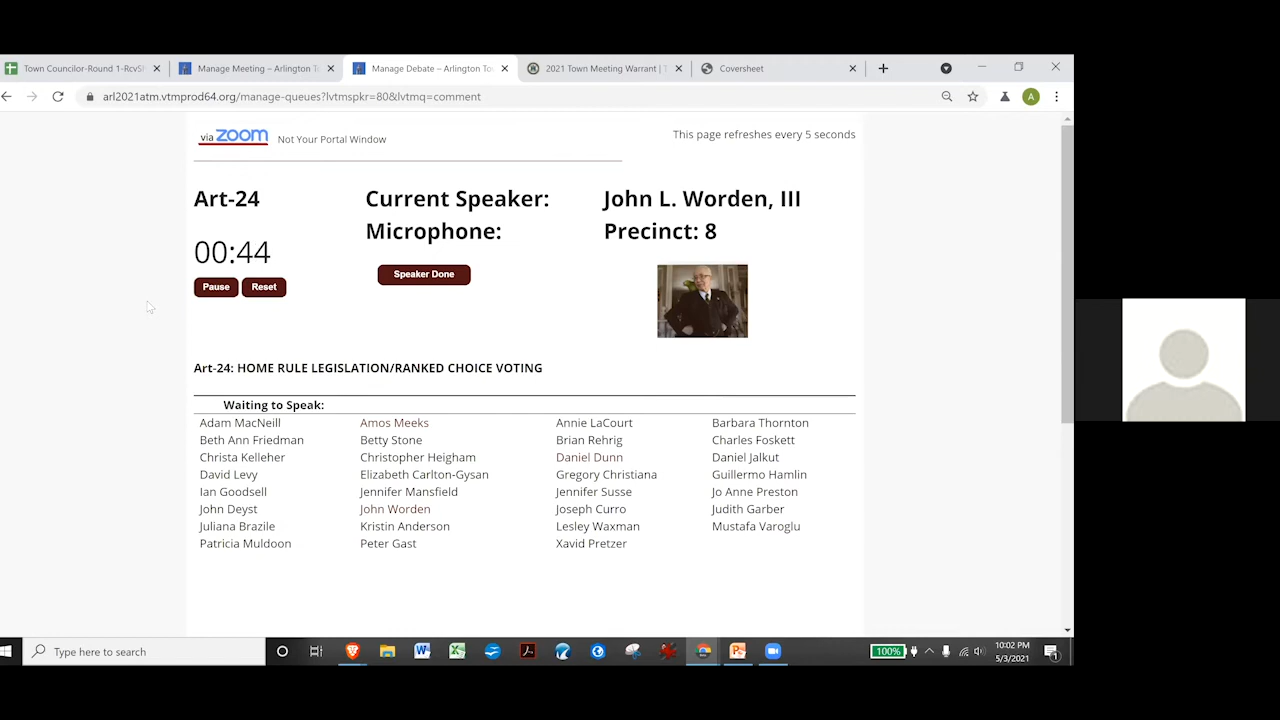 Town Councilor-Round 1-RcvSh
Manage Meeting – Arlington T
Manage Debate – Arlington To
2021 Town Meeting Warrant | T
Coversheet
arl2021atm.vtmprod64.org/manage-queues?lvtmspkr=80&lvtmq=comment
A
via zoom Not Your Portal Window
This page refreshes every 5 seconds
Art-24
Current Speaker:
John L. Worden, III
Microphone:
Precinct: 8
00:44
Speaker Done
Pause
Reset
Art-24: HOME RULE LEGISLATION/RANKED CHOICE VOTING
Waiting to Speak:
Adam MacNeill Amos Meeks Annie LaCourt Barbara Thornton
Beth Ann Friedman Betty Stone Brian Rehrig Charles Foskett
Christa Kelleher Christopher Heigham Daniel Dunn Daniel Jalkut
David Levy Elizabeth Carlton-Gysan Gregory Christiana Guillermo Hamlin
Ian Goodsell Jennifer Mansfield Jennifer Susse Jo Anne Preston
John Deyst John Worden Joseph Curro Judith Garber
Juliana Brazile Kristin Anderson Lesley Waxman Mustafa Varoglu
Patricia Muldoon Peter Gast Xavid Pretzer
Type here to search
100%
10:02 PM
5/3/2021